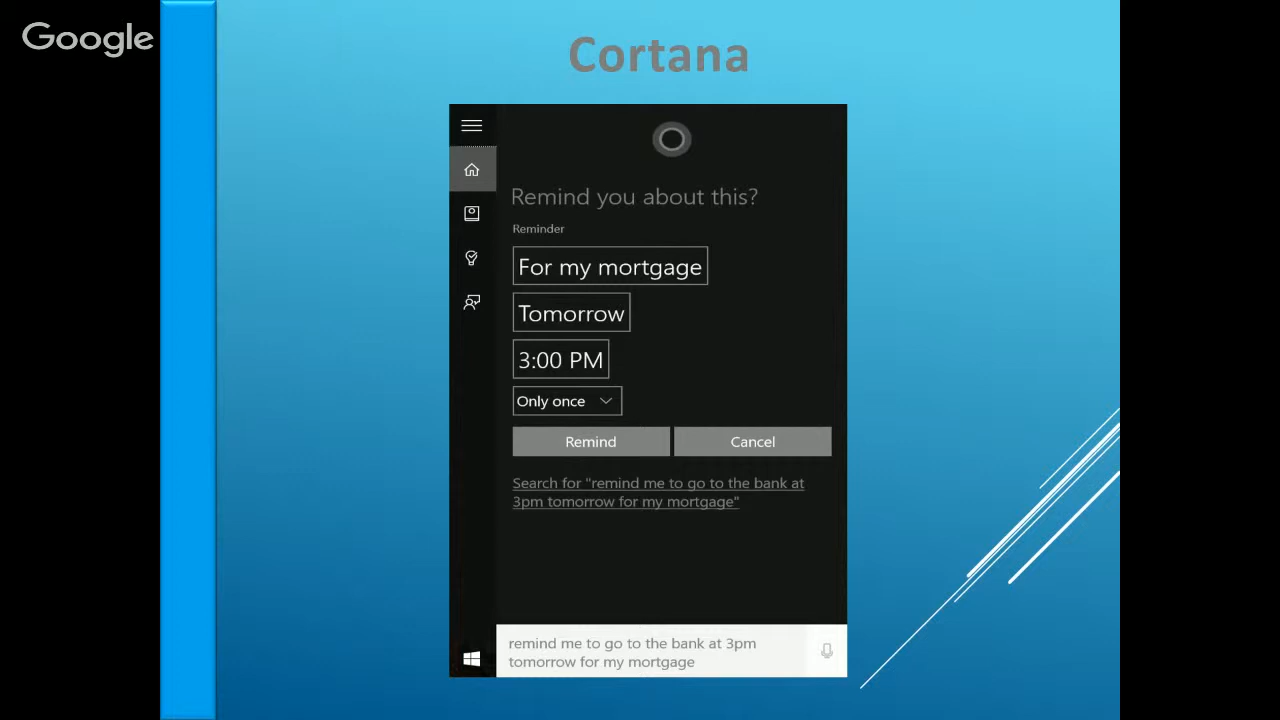 Google
Cortana
Remind you about this?
Reminder
For my mortgage
Tomorrow
3:00 PM
Only once
Remind
Cancel
Search for "remind me to go to the bank at
3pm tomorrow for my mortgage"
remind me to go to the bank at 3pm
tomorrow for my mortgage